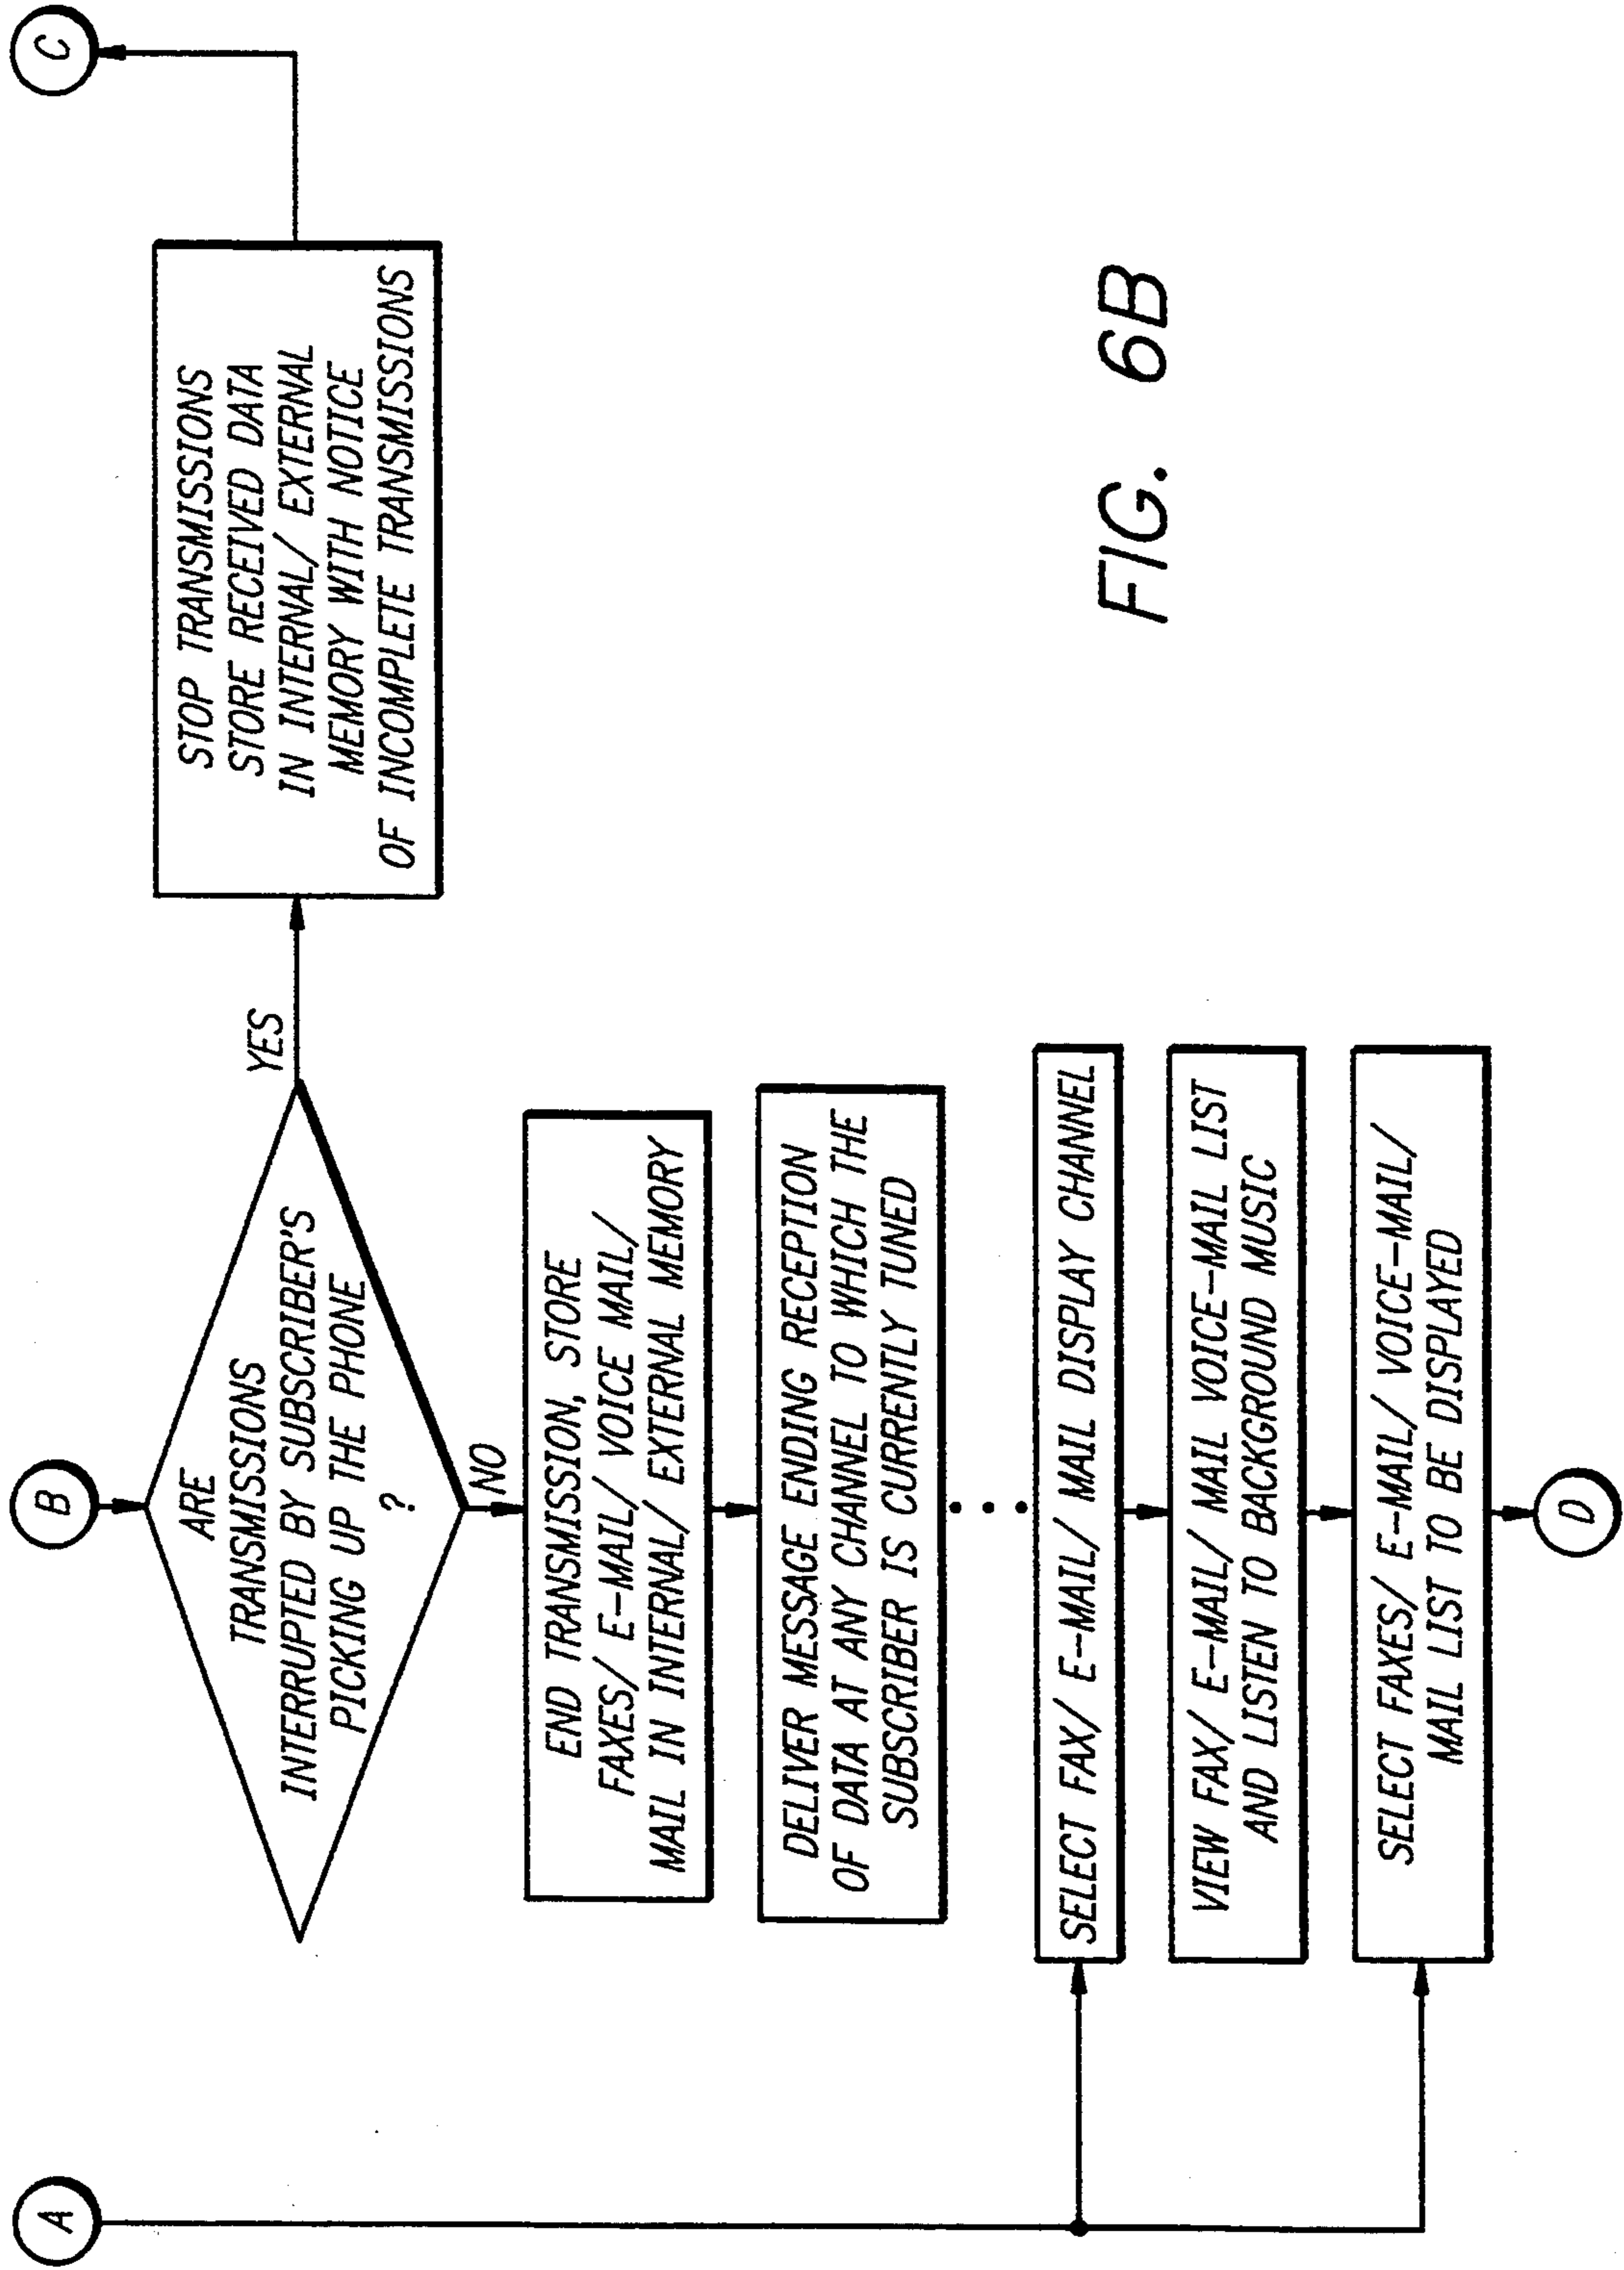 A
B
C
ARE
TRANSMISSIONS
INTERRUPTED BY SUBSCRIBER'S
PICKING UP THE PHONE
?
YES
STOP TRANSMISSIONS
STORE RECEIVED DATA
IN INTERNAL/ EXTERNAL
MEMORY WITH NOTICE
OF INCOMPLETE TRANSMISSIONS
NO
END TRANSMISSION, STORE
FAXES/ E-MAIL/ VOICE MAIL/
MAIL IN INTERNAL/ EXTERNAL MEMORY
DELIVER MESSAGE ENDING RECEPTION
OF DATA AT ANY CHANNEL TO WHICH THE
SUBSCRIBER IS CURRENTLY TUNED
SELECT FAX/ E-MAIL/ MAIL DISPLAY CHANNEL
VIEW FAX/ E-MAIL/ MAIL VOICE-MAIL LIST
AND LISTEN TO BACKGROUND MUSIC
SELECT FAXES/ E-MAIL/ VOICE-MAIL/
MAIL LIST TO BE DISPLAYED
D
FIG. 6B